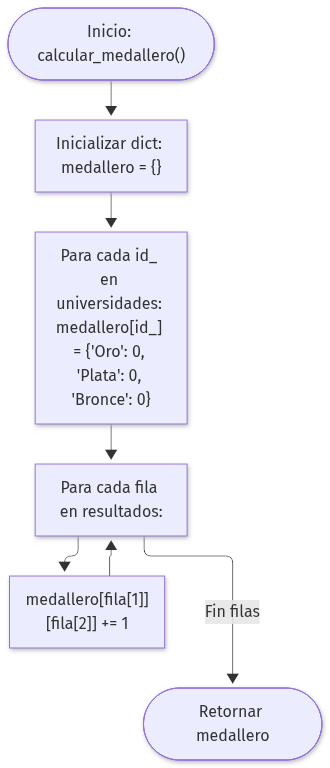 Inicio:
calcular_medallero()
Inicializar dict:
medallero = {}
Para cada id_
en
universidades:
medallero[id_]
= {'Oro': 0,
'Plata': 0,
'Bronce': 0}
Para cada fila
en resultados:
medallero[fila[1]]
[fila[2]] += 1
Fin filas
Retornar
medallero